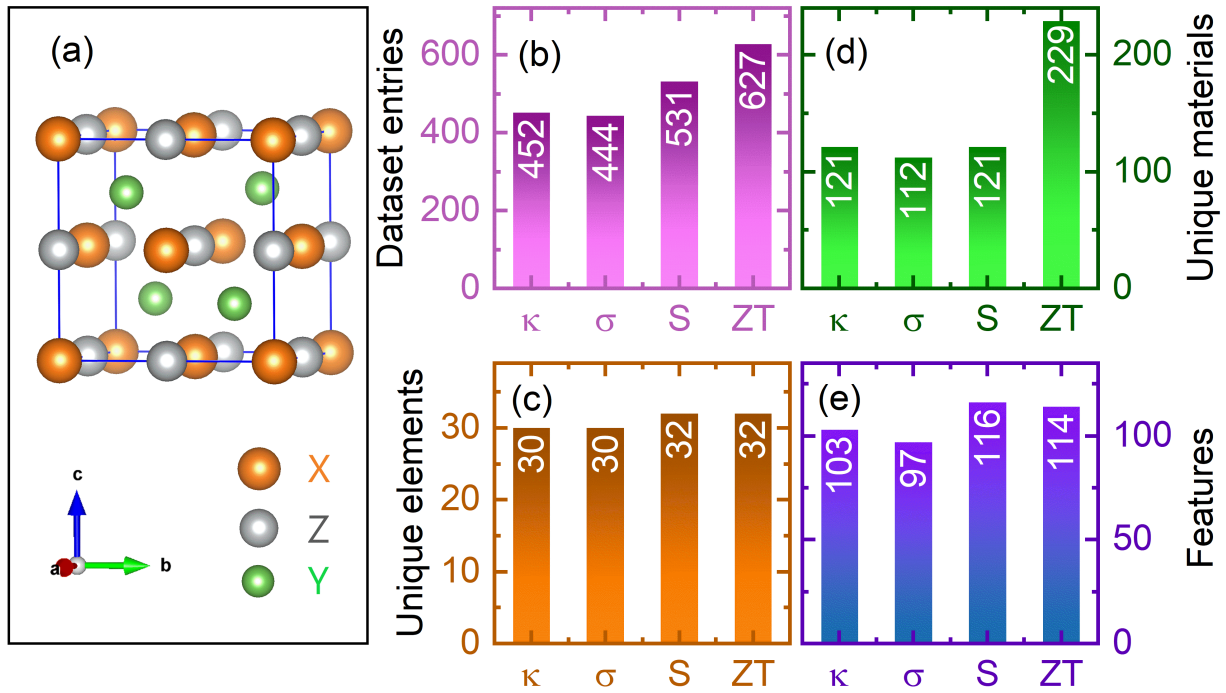 (a)
X
Z
Y
c
a
b
Dataset entries
600
400
200
0
(b)
452
444
531
627
κ σ S ZT
(d)
121
112
121
229
κ σ S ZT
200
100
0
Unique materials
Unique elements
30
20
10
0
(c)
30
30
32
32
κ σ S ZT
(e)
103
97
116
114
κ σ S ZT
100
50
0
Features